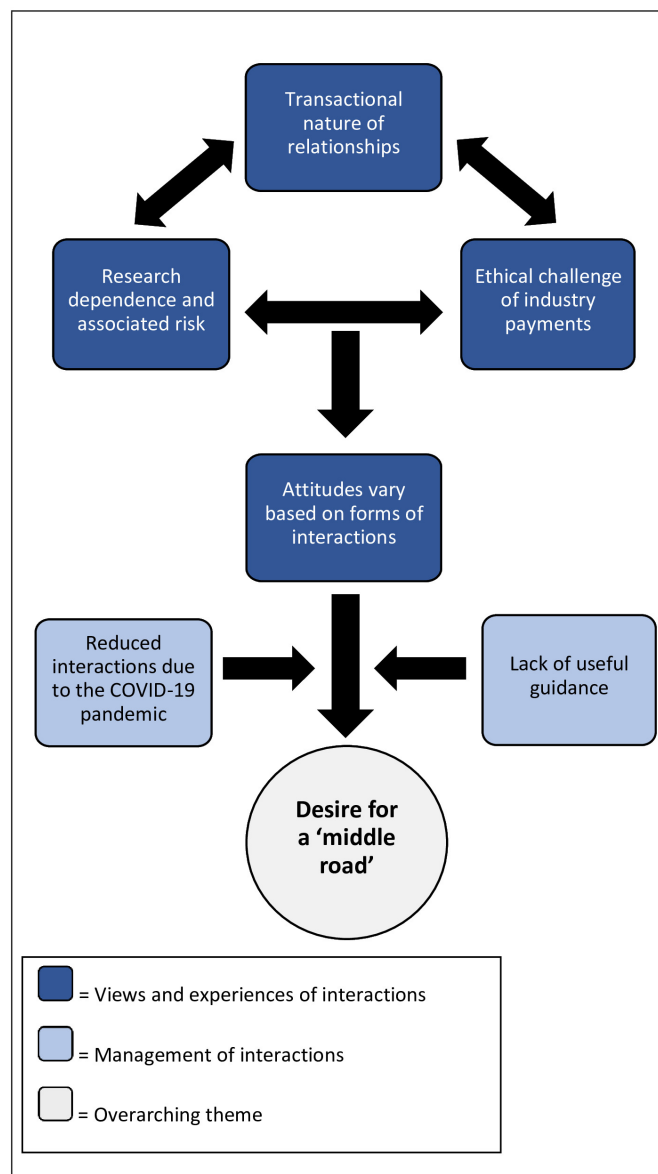 Transactional
nature of
relationships
Research
dependence and
associated risk
Ethical challenge
of industry
payments
Attitudes vary
based on forms of
interactions
Reduced
interactions due
to the COVID-19
pandemic
Lack of useful
guidance
Desire for
a ‘middle
road’
= Views and experiences of interactions
= Management of interactions
= Overarching theme